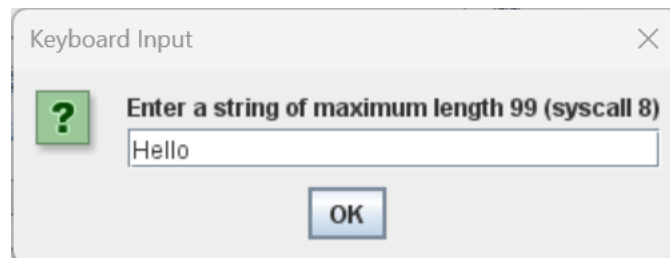 Keyboard Input
Enter a string of maximum length 99 (syscall 8)
Hello
OK